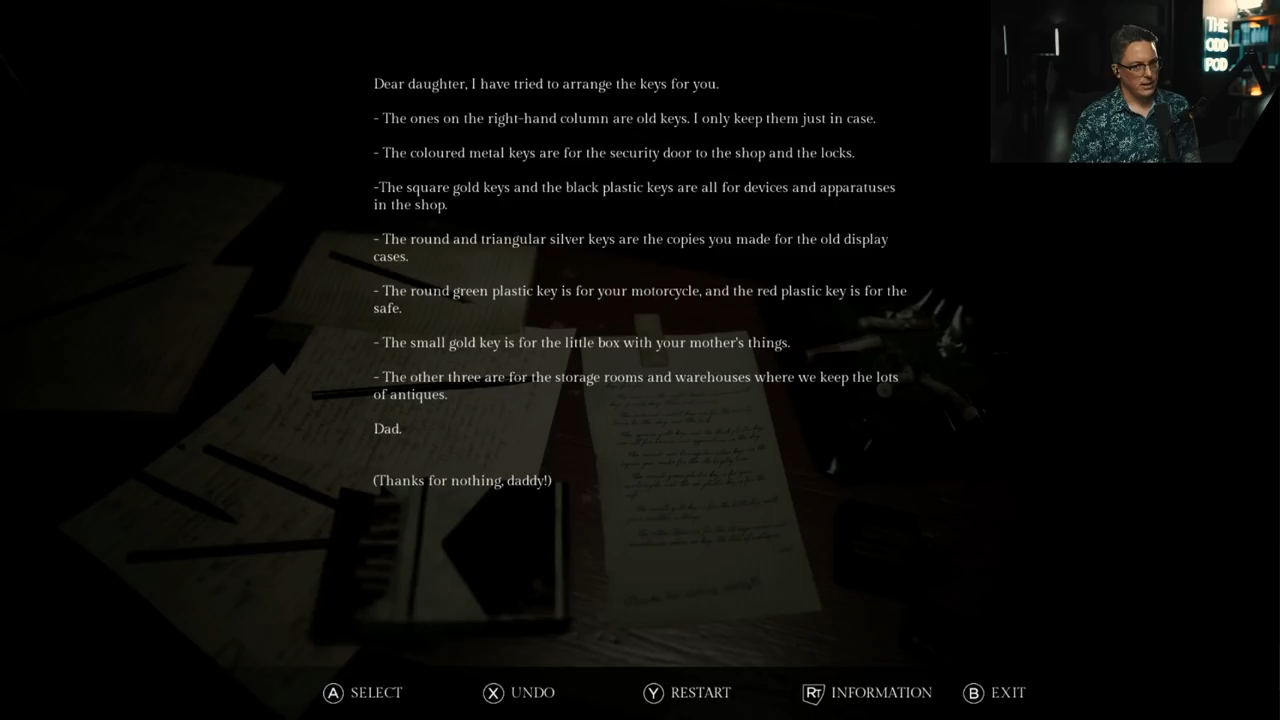 THE
ODD
POD
Dear daughter, I have tried to arrange the keys for you.
- The ones on the right-hand column are old keys. I only keep them just in case.
- The coloured metal keys are for the security door to the shop and the locks.
-The square gold keys and the black plastic keys are all for devices and apparatuses
in the shop.
- The round and triangular silver keys are the copies you made for the old display
cases.
- The round green plastic key is for your motorcycle, and the red plastic key is for the
safe.
- The small gold key is for the little box with your mother's things.
- The other three are for the storage rooms and warehouses where we keep the lots
of antiques.
Dad.
(Thanks for nothing, daddy!)
A SELECT X UNDO Y RESTART RT INFORMATION B EXIT